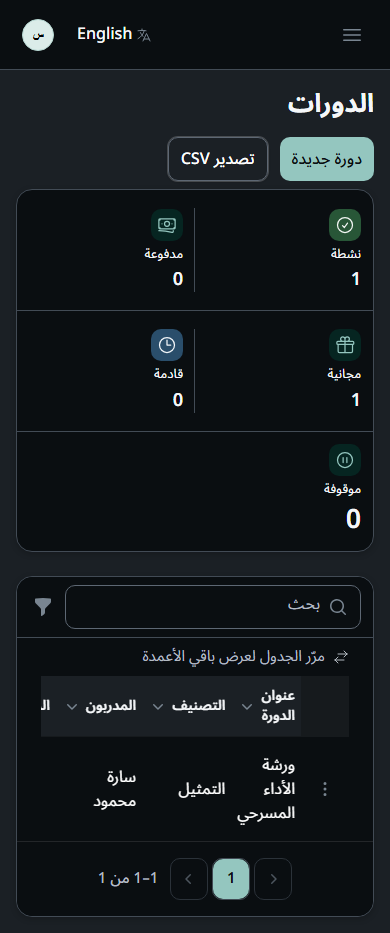 س
English
الدورات
دورة جديدة
تصدير CSV
نشطة
1
مدفوعة
0
مجانية
1
قادمة
0
موقوفة
0
بحث
مرّر الجدول لعرض باقي الأعمدة
عنوان الدورة
التصنيف
المدربون
ورشة الأداء المسرحي
التمثيل
سارة محمود
1
1–1 من 1